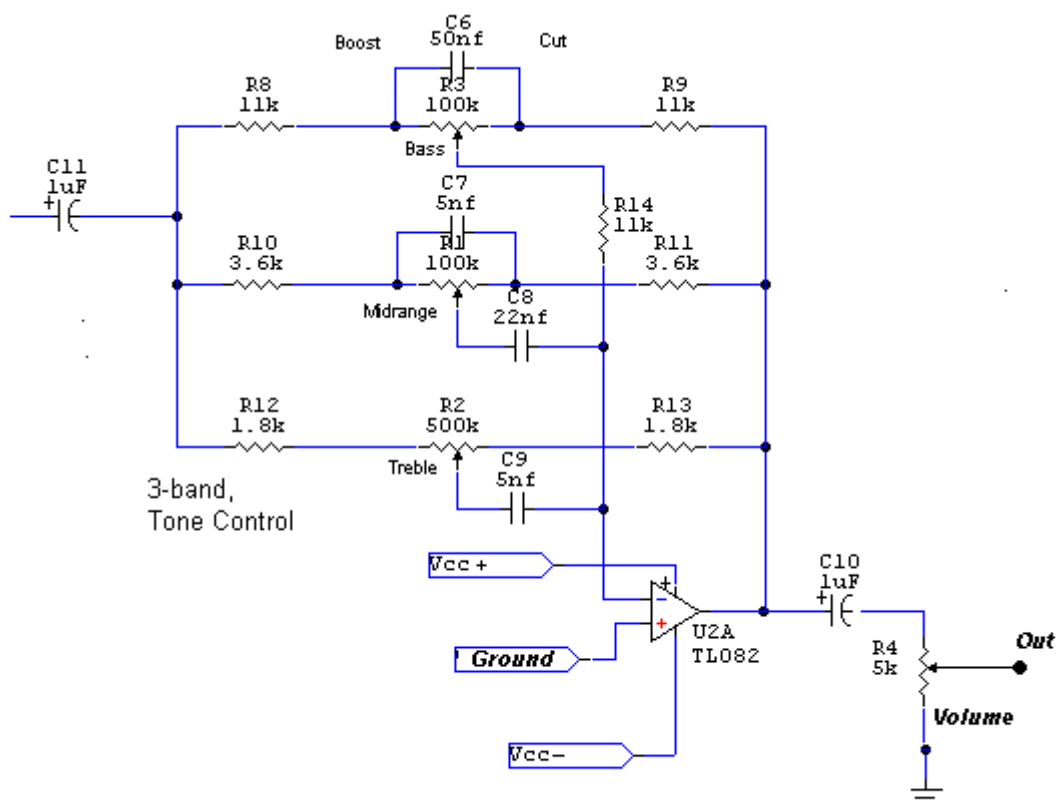 C6
50nf
Boost
Cut
R8
11k
R3
100k
R9
11k
Bass
C11
1uF
+
C7
5nf
R14
11k
R10
3.6k
R1
100k
R11
3.6k
Midrange
C8
22nf
R12
1.8k
R2
500k
R13
1.8k
Treble
C9
5nf
3-band,
Tone Control
Vcc+
+
−
+
U2A
TL082
Ground
C10
1uF
+
R4
5k
Out
Volume
Vcc−